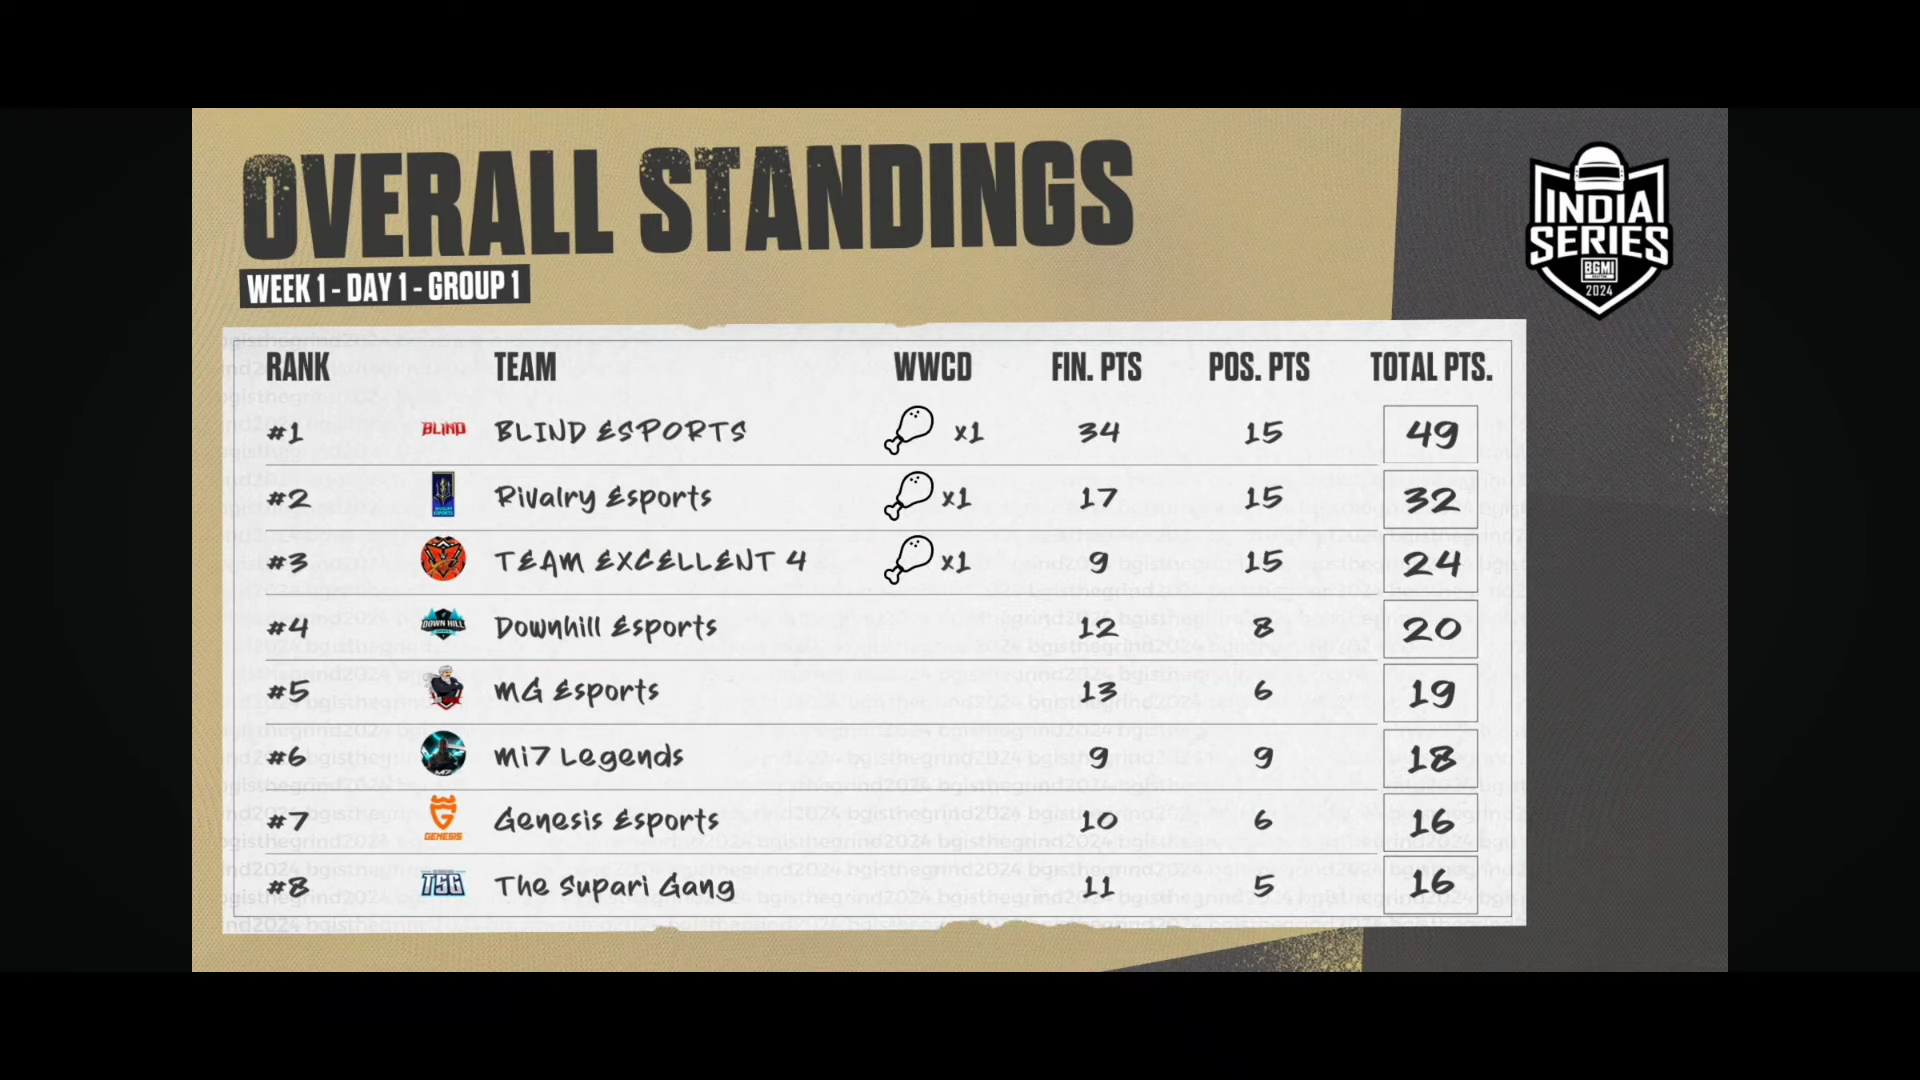 OVERALL STANDINGS
WEEK 1 - DAY 1 - GROUP 1
INDIA
SERIES
BGMI
2024
RANK TEAM WWCD FIN. PTS POS. PTS TOTAL PTS.
#1 BLIND BLIND ESPORTS x1 34 15 49
#2 RIVALRY ESPORTS Rivalry Esports x1 17 15 32
#3 TEAM EXCELLENT 4 x1 9 15 24
#4 DOWN HILL Downhill Esports 12 8 20
#5 MG Esports 13 6 19
#6 Mi7 Legends 9 9 18
#7 GENESIS Genesis Esports 10 6 16
#8 TSG The Supari Gang 11 5 16